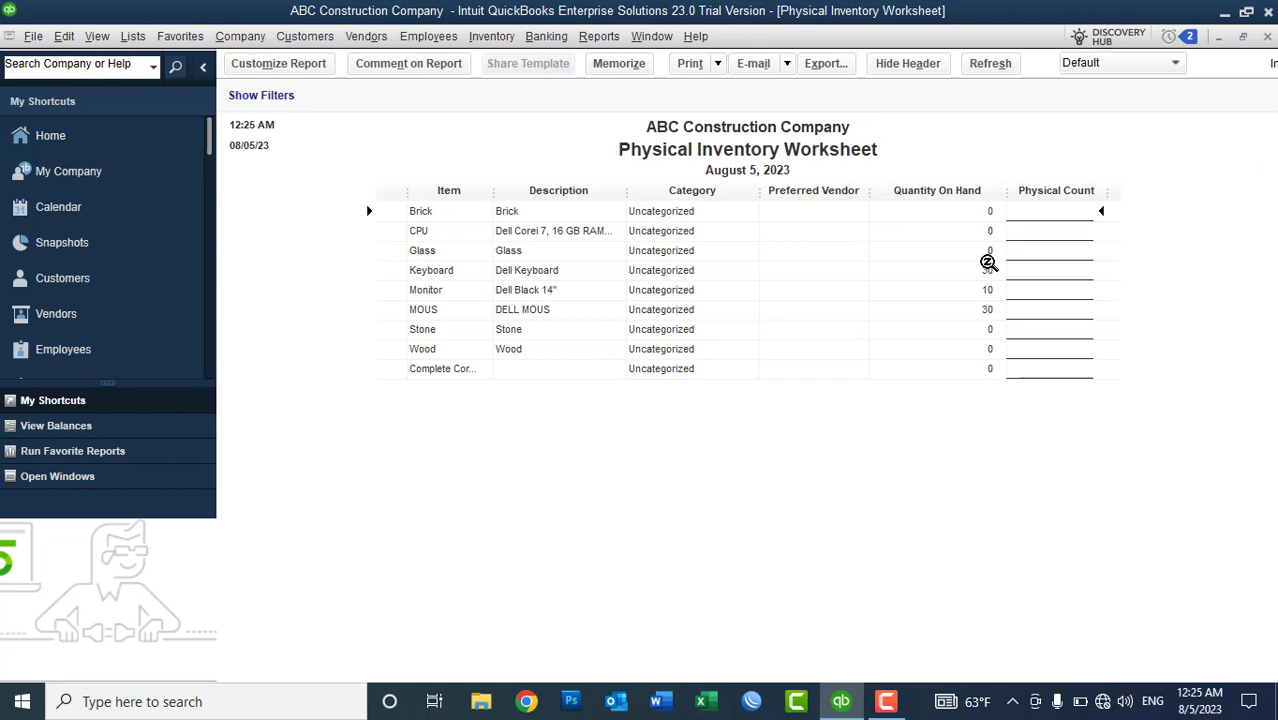 ABC Construction Company - Intuit QuickBooks Enterprise Solutions 23.0 Trial Version - [Physical Inventory Worksheet]
File Edit View Lists Favorites Company Customers Vendors Employees Inventory Banking Reports Window Help DISCOVERY HUB 2
Search Company or Help
Customize Report Comment on Report Share Template Memorize Print E-mail Export... Hide Header Refresh Default In
My Shortcuts
Show Filters
Home
My Company
Calendar
Snapshots
Customers
Vendors
Employees
My Shortcuts
View Balances
Run Favorite Reports
Open Windows
12:25 AM
08/05/23
ABC Construction Company
Physical Inventory Worksheet
August 5, 2023
Item Description Category Preferred Vendor Quantity On Hand Physical Count
Brick Brick Uncategorized 0
CPU Dell Corei 7, 16 GB RAM... Uncategorized 0
Glass Glass Uncategorized 0
Keyboard Dell Keyboard Uncategorized 30
Monitor Dell Black 14" Uncategorized 10
MOUS DELL MOUS Uncategorized 30
Stone Stone Uncategorized 0
Wood Wood Uncategorized 0
Complete Cor... Uncategorized 0
5
Type here to search
63°F
ENG
12:25 AM
8/5/2023